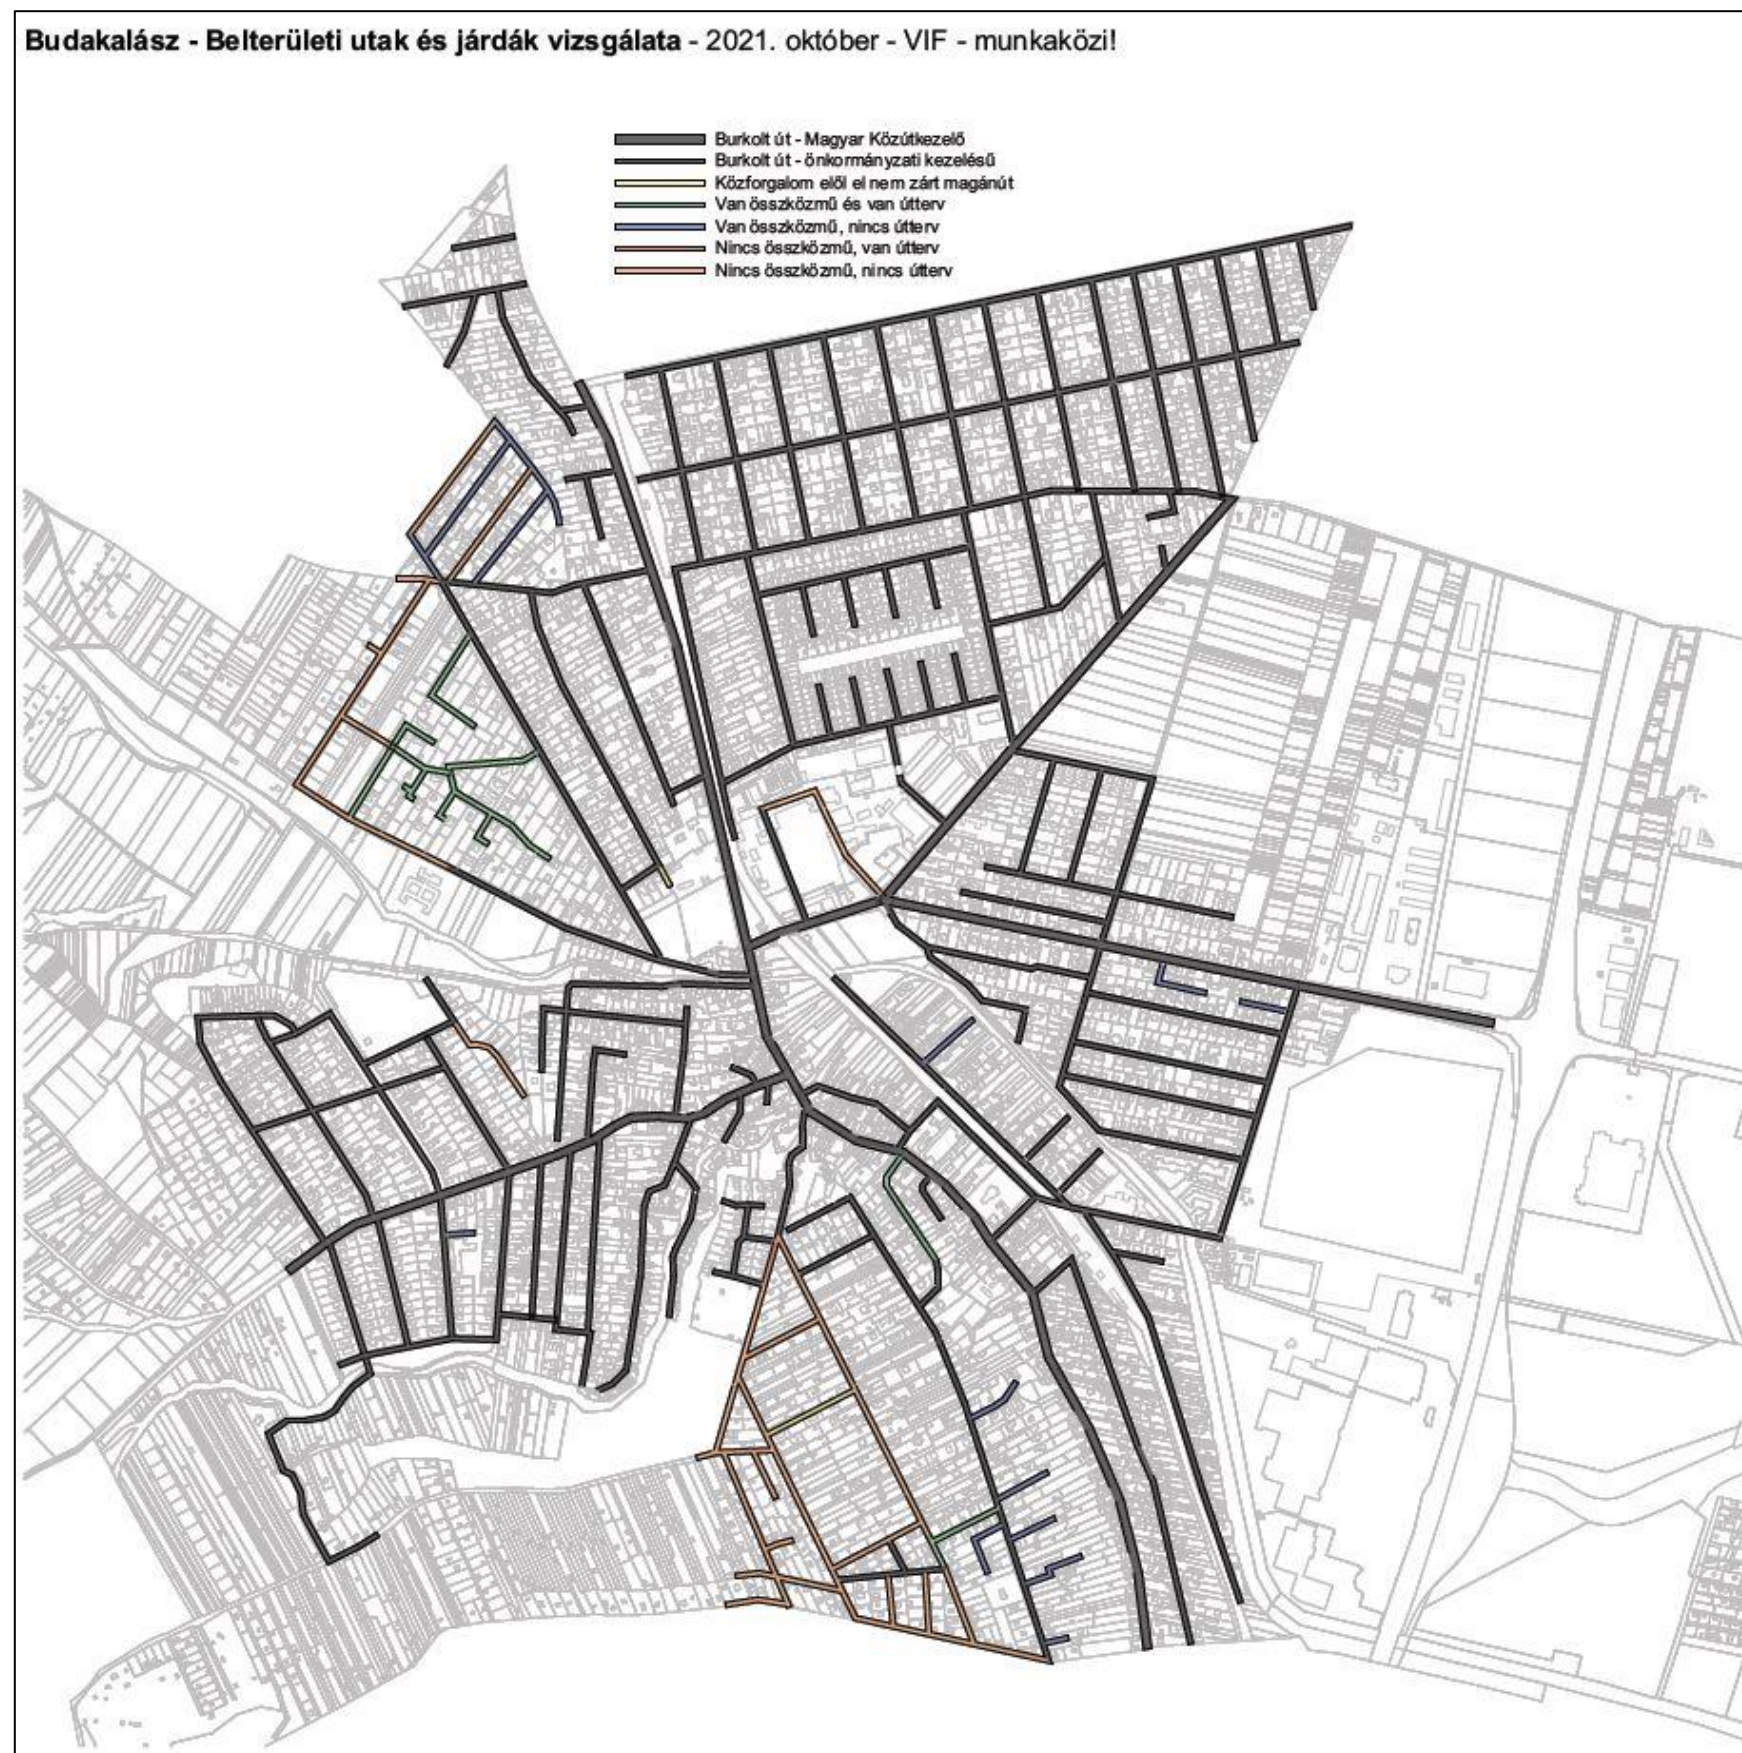 Budakalász - Belterületi utak és járdák vizsgálata - 2021. október - VIF - munkaközi!
Burkolt út - Magyar Közútkezelő
Burkolt út - önkormányzati kezelésű
Közforgalom elől el nem zárt magánút
Van összközmű és van útterv
Van összközmű, nincs útterv
Nincs összközmű, van útterv
Nincs összközmű, nincs útterv